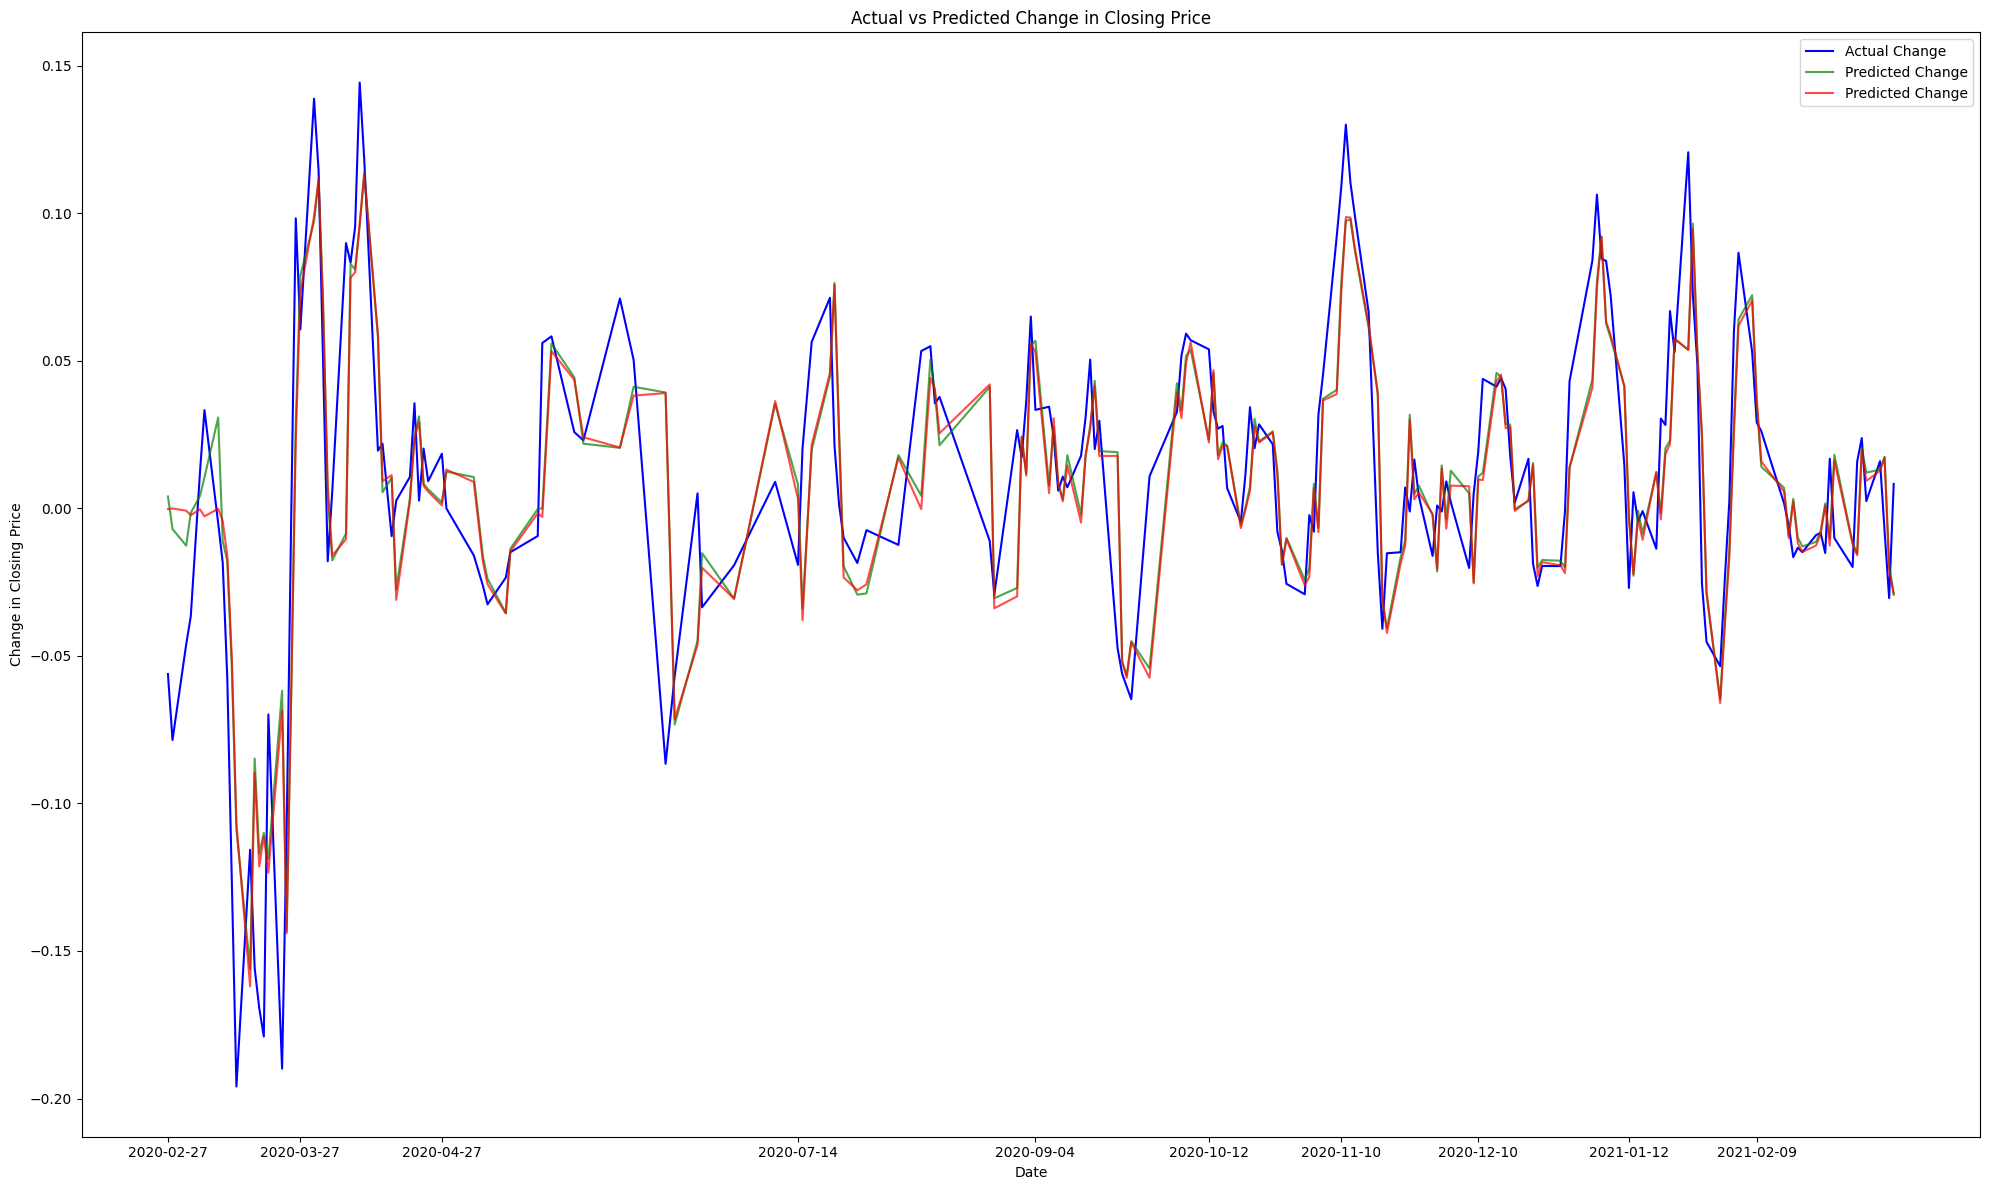 Actual vs Predicted Change in Closing Price
Actual Change
Predicted Change
Predicted Change
0.15
0.10
0.05
0.00
−0.05
−0.10
−0.15
−0.20
Change in Closing Price
2020-02-27 2020-03-27 2020-04-27 2020-07-14 2020-09-04 2020-10-12 2020-11-10 2020-12-10 2021-01-12 2021-02-09
Date